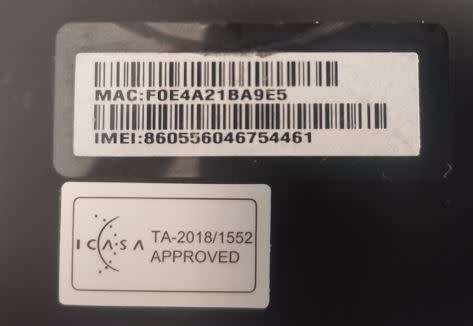 MAC:F0E4A21BA9E5
IMEI:860556046754461
ICASA TA-2018/1552
APPROVED